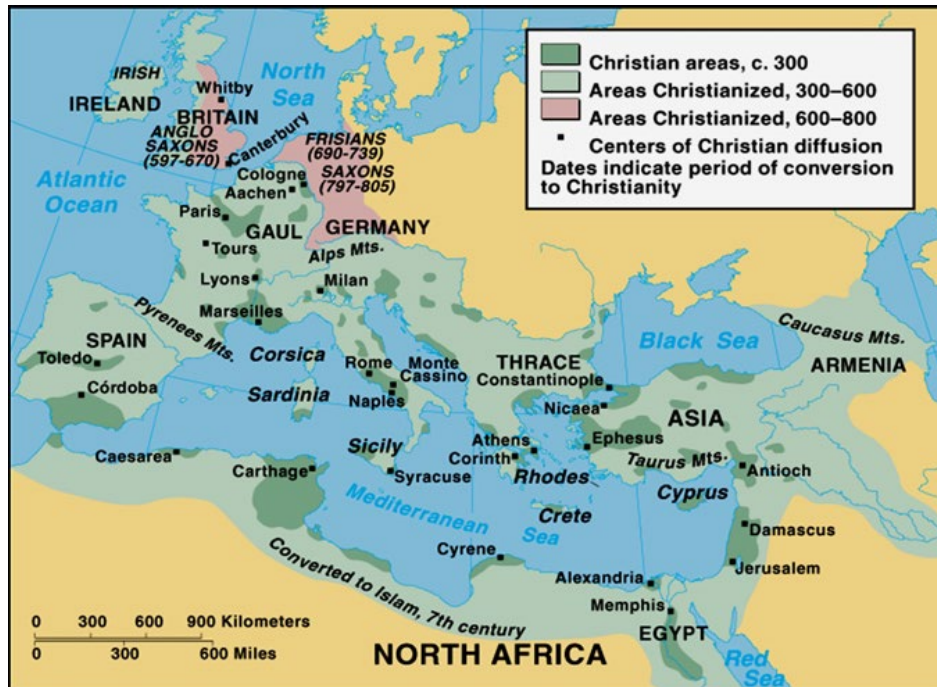 Christian areas, c. 300
Areas Christianized, 300–600
Areas Christianized, 600–800
Centers of Christian diffusion
Dates indicate period of conversion
to Christianity
IRISH
IRELAND
Whitby
BRITAIN
ANGLO
SAXONS
(597-670)
Canterbury
North
Sea
FRISIANS
(690-739)
SAXONS
(797-805)
Cologne
Aachen
Atlantic
Ocean
Paris
GAUL
GERMANY
Tours
Alps Mts.
Lyons
Milan
Marseilles
Pyrenees Mts.
SPAIN
Toledo
Córdoba
Corsica
Sardinia
Rome
Monte
Cassino
Naples
THRACE
Constantinople
Black Sea
Caucasus Mts.
ARMENIA
Nicaea
ASIA
Sicily
Athens
Corinth
Ephesus
Taurus Mts.
Antioch
Caesarea
Carthage
Syracuse
Rhodes
Cyprus
Mediterranean
Sea
Crete
Damascus
Cyrene
Jerusalem
Alexandria
Converted to Islam, 7th century
Memphis
EGYPT
0 300 600 900 Kilometers
0 300 600 Miles
NORTH AFRICA
Red
Sea